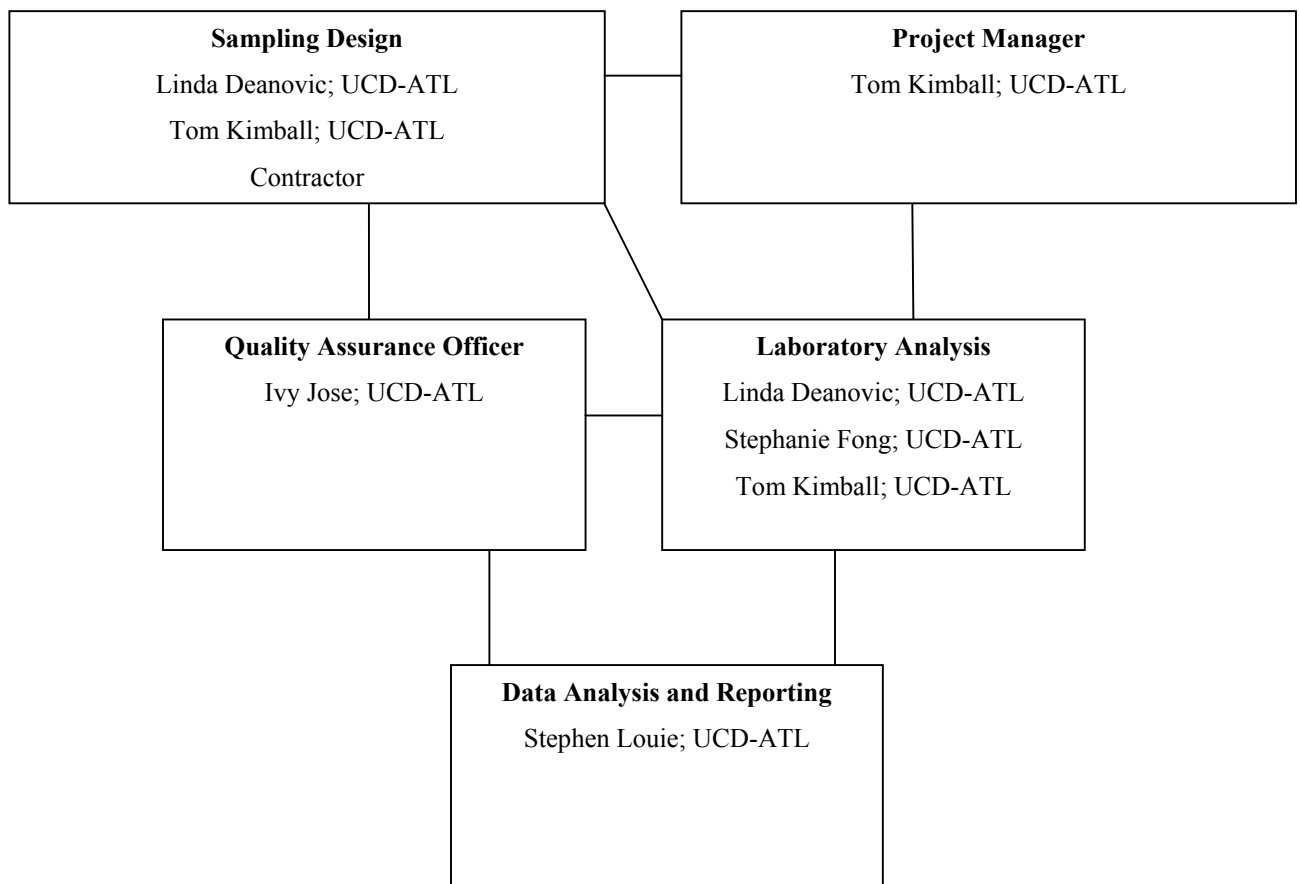 Sampling Design
Linda Deanovic; UCD-ATL
Tom Kimball; UCD-ATL
Contractor
Project Manager
Tom Kimball; UCD-ATL
Quality Assurance Officer
Ivy Jose; UCD-ATL
Laboratory Analysis
Linda Deanovic; UCD-ATL
Stephanie Fong; UCD-ATL
Tom Kimball; UCD-ATL
Data Analysis and Reporting
Stephen Louie; UCD-ATL